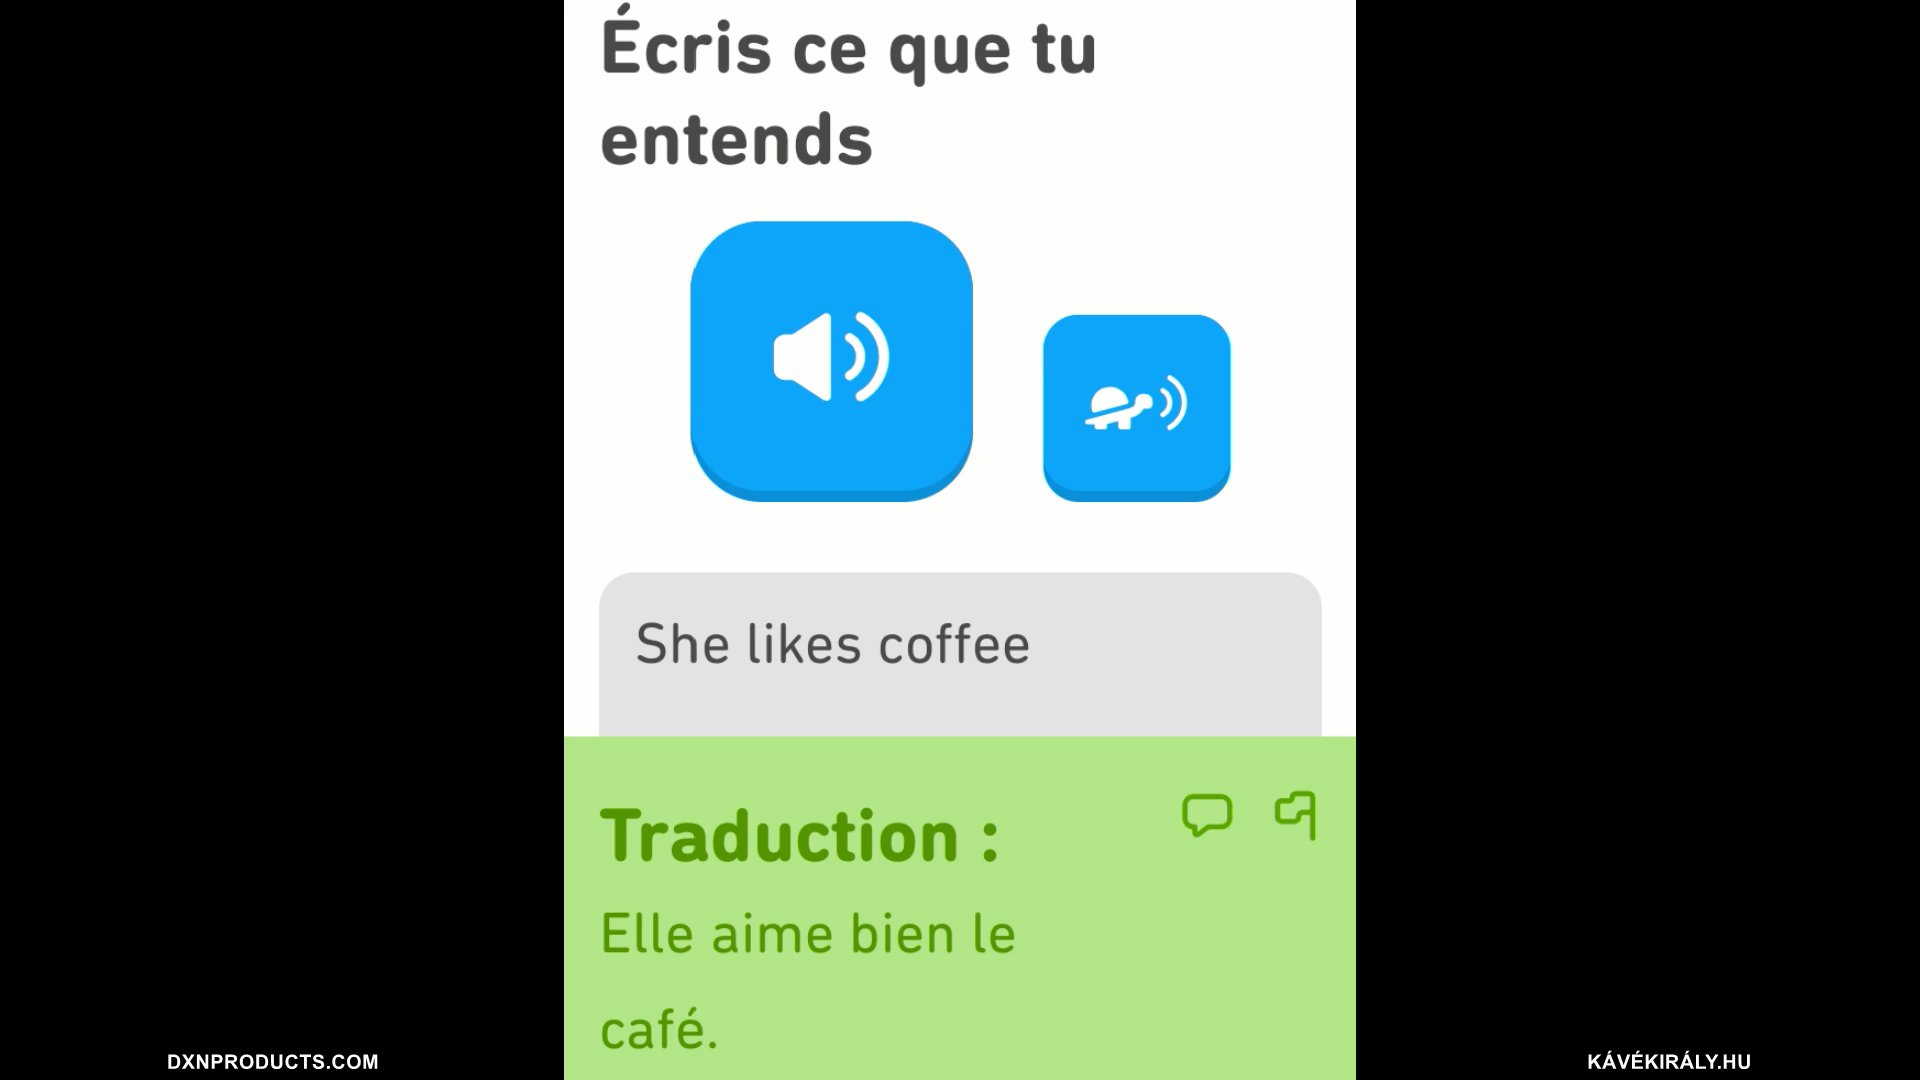 Écris ce que tu
entends
She likes coffee
Traduction :
Elle aime bien le
café.
DXNPRODUCTS.COM
KÁVÉKIRÁLY.HU